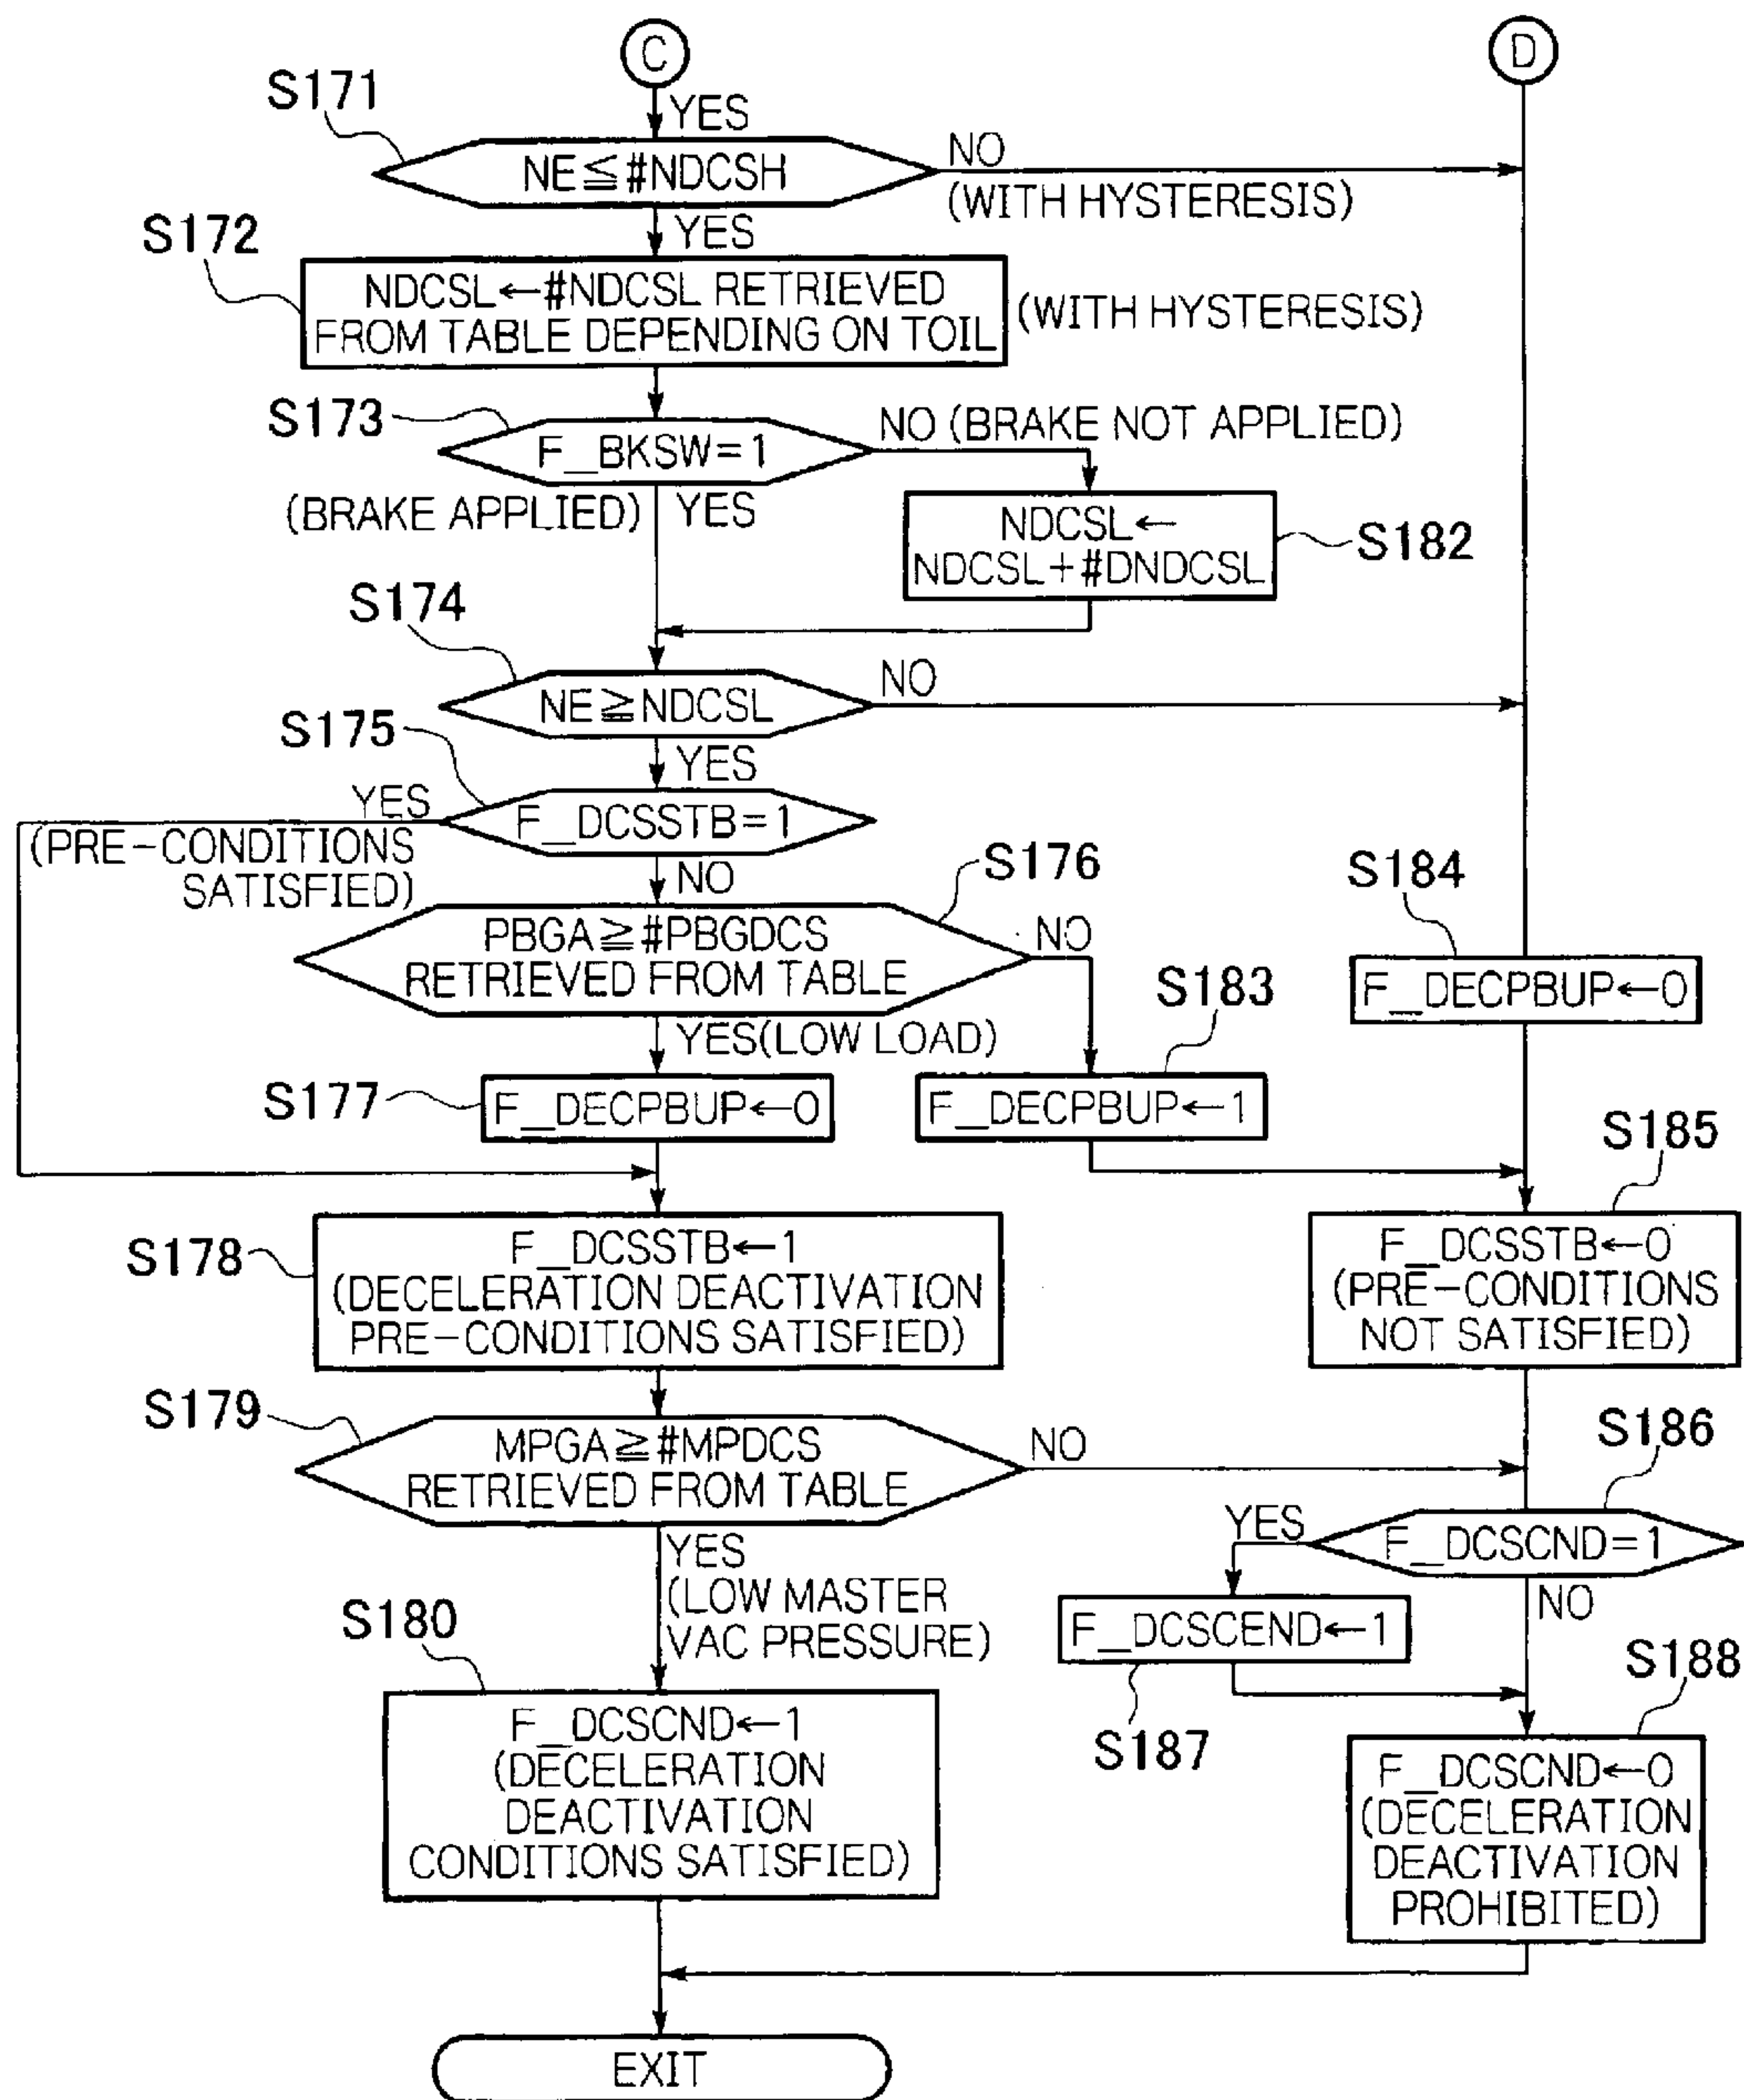 C
D
S171
YES
NE≦#NDCSH
NO
(WITH HYSTERESIS)
YES
S172
NDCSL←#NDCSL RETRIEVED
FROM TABLE DEPENDING ON TOIL
(WITH HYSTERESIS)
S173
F_BKSW=1
NO (BRAKE NOT APPLIED)
(BRAKE APPLIED)
YES
NDCSL←
NDCSL+#DNDCSL
S182
S174
NE≧NDCSL
NO
S175
YES
YES
(PRE-CONDITIONS
SATISFIED)
F_DCSSTB=1
NO
S176
PBGA≧#PBGDCS
RETRIEVED FROM TABLE
NO
S184
F_DECPBUP←0
YES(LOW LOAD)
S183
S177
F_DECPBUP←0
F_DECPBUP←1
S185
S178
F_DCSSTB←1
(DECELERATION DEACTIVATION
PRE-CONDITIONS SATISFIED)
F_DCSSTB←0
(PRE-CONDITIONS
NOT SATISFIED)
S179
MPGA≧#MPDCS
RETRIEVED FROM TABLE
NO
S186
YES
F_DCSCND=1
YES
(LOW MASTER
VAC PRESSURE)
F_DCSCEND←1
NO
S187
S188
S180
F_DCSCND←1
(DECELERATION
DEACTIVATION
CONDITIONS SATISFIED)
F_DCSCND←0
(DECELERATION
DEACTIVATION
PROHIBITED)
EXIT